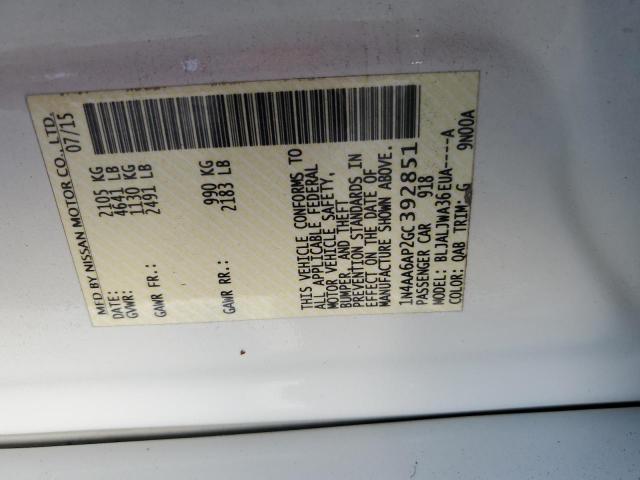 MFD BY NISSAN MOTOR CO., LTD.
DATE: 07/15
GVWR: 2105 KG
4641 LB
GAWR FR.: 1130 KG
2491 LB
GAWR RR.: 990 KG
2183 LB
THIS VEHICLE CONFORMS TO
ALL APPLICABLE FEDERAL
MOTOR VEHICLE SAFETY,
BUMPER, AND THEFT
PREVENTION STANDARDS IN
EFFECT ON THE DATE OF
MANUFACTURE SHOWN ABOVE.
1N4AA6AP2GC392851
PASSENGER CAR 918
MODEL: BLJALJWA36EUA----A
COLOR: QAB TRIM: G 9N00A